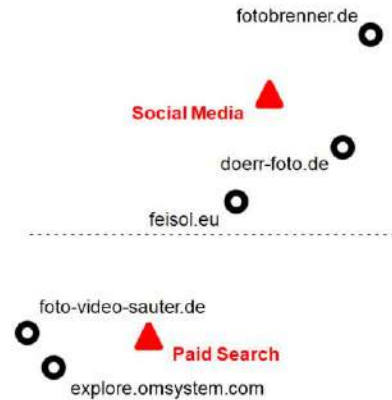 fotobrenner.de
Social Media
doerr-foto.de
feisol.eu
foto-video-sauter.de
Paid Search
explore.omsystem.com